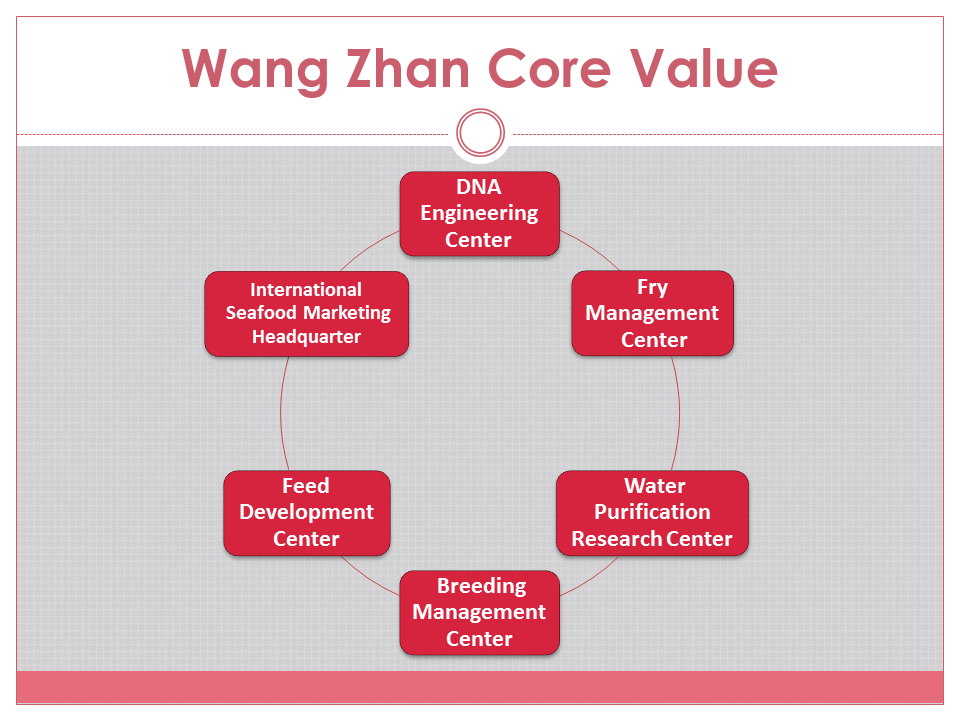 Wang Zhan Core Value
DNA
Engineering
Center
Fry
Management
Center
Water
Purification
Research Center
Breeding
Management
Center
Feed
Development
Center
International
Seafood Marketing
Headquarter